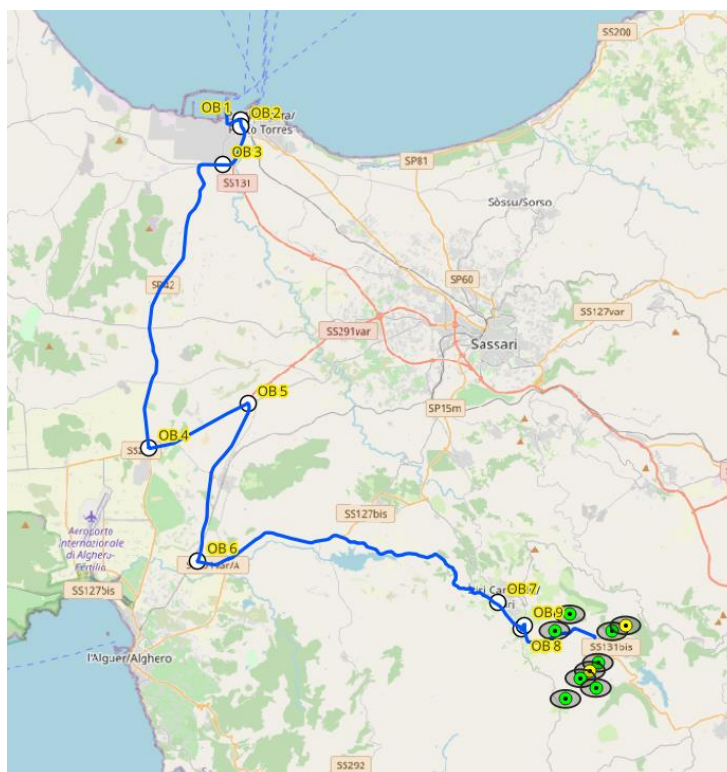 SS200
OB 1
OB 2
OB 3
SS131
SP81
Sòssu/Sorso
SP42
SP60
SS127var
SS291var
Sassari
OB 5
SP15m
OB 4
Aeroporto
internazionale
di Alghero-
Fertilia
SS127bis
OB 6
SS127bis
l'Alguer/Alghero
OB 7
OB 9
OB 8
SS131bis
SS292